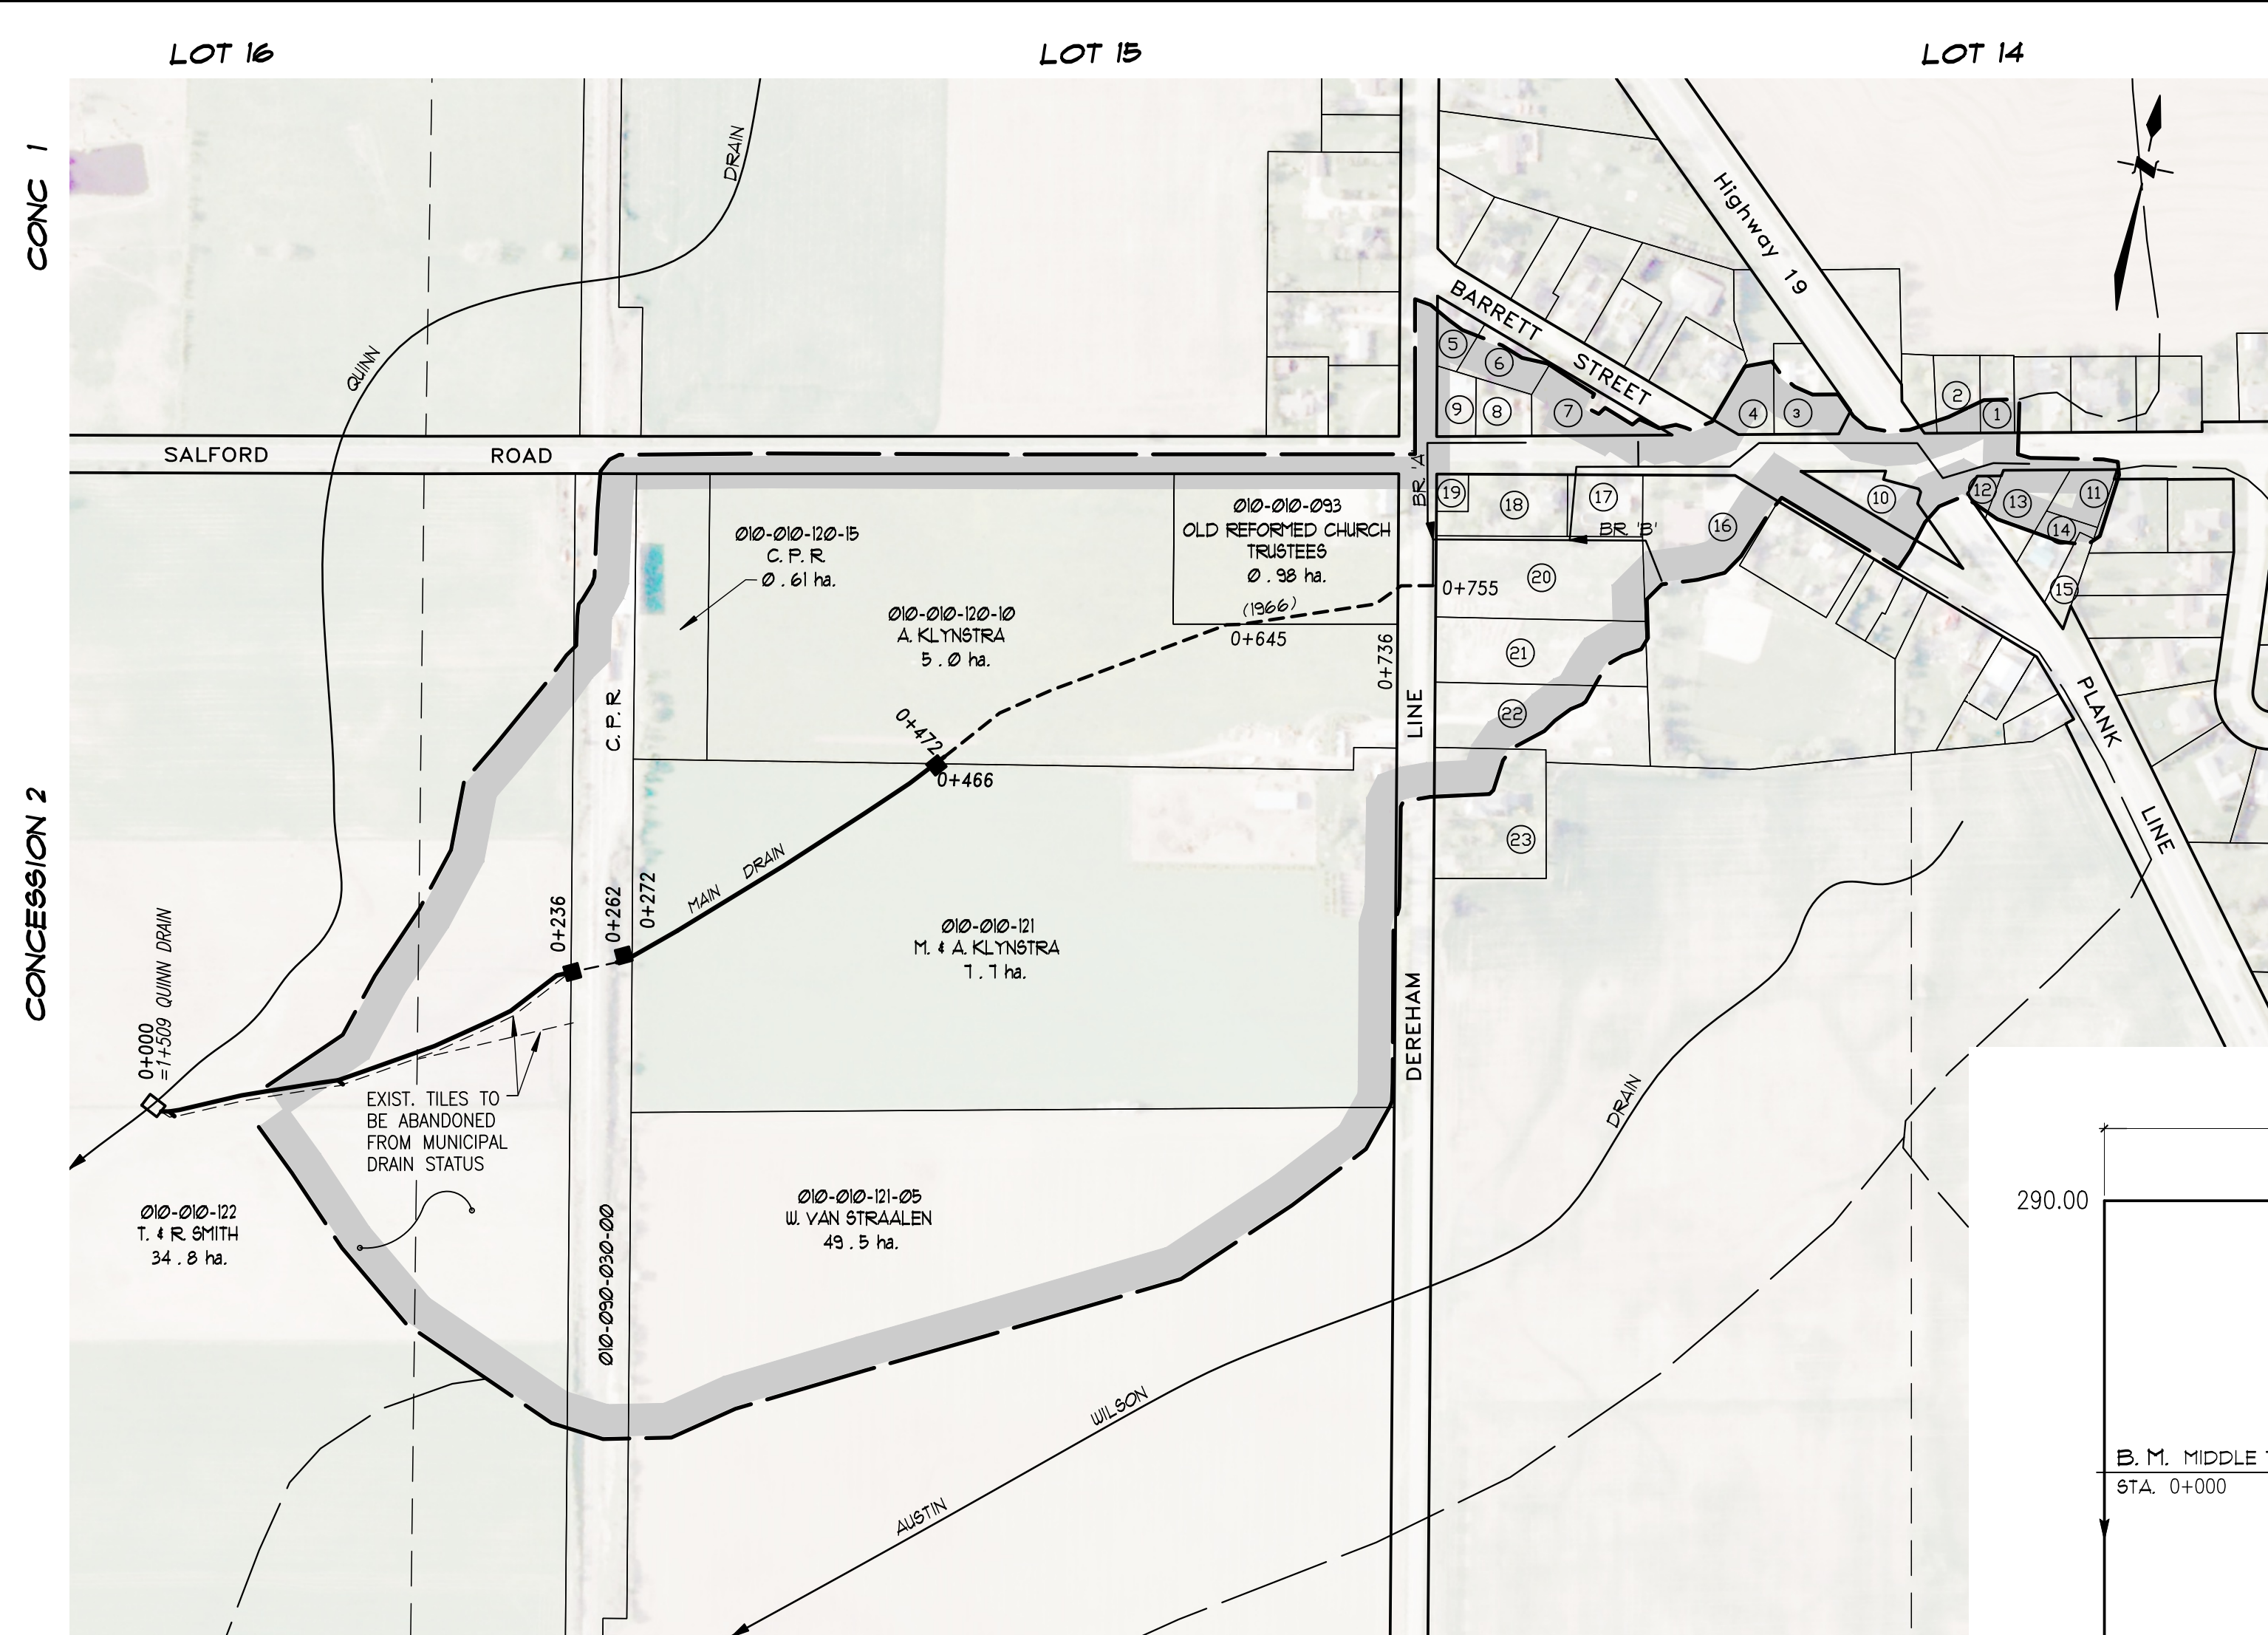 LOT 16
LOT 15
LOT 14
CONC 1
CONCESSION 2
DRAIN
QUINN
Highway 19
BARRETT STREET
SALFORD ROAD
5
6
9
8
7
4
3
2
1
BR. 'A'
19
18
17
16
10
12
13
11
14
15
BR. 'B'
20
21
22
23
010-010-093
OLD REFORMED CHURCH
TRUSTEES
0.98 ha.
(1966)
010-010-120-15
C.P.R
0.61 ha.
010-010-120-10
A. KLYNSTRA
5.0 ha.
0+755
0+645
0+736
0+472
0+466
C.P.R
LINE
PLANK
LINE
MAIN DRAIN
0+236
0+262
0+272
010-010-121
M. & A. KLYNSTRA
7.7 ha.
DEREHAM
0+000
=1+509 QUINN DRAIN
EXIST. TILES TO
BE ABANDONED
FROM MUNICIPAL
DRAIN STATUS
DRAIN
010-010-122
T. & R. SMITH
34.8 ha.
010-090-030-00
010-010-121-05
W. VAN STRAALEN
49.5 ha.
290.00
WILSON
AUSTIN
B.M. MIDDLE
STA. 0+000